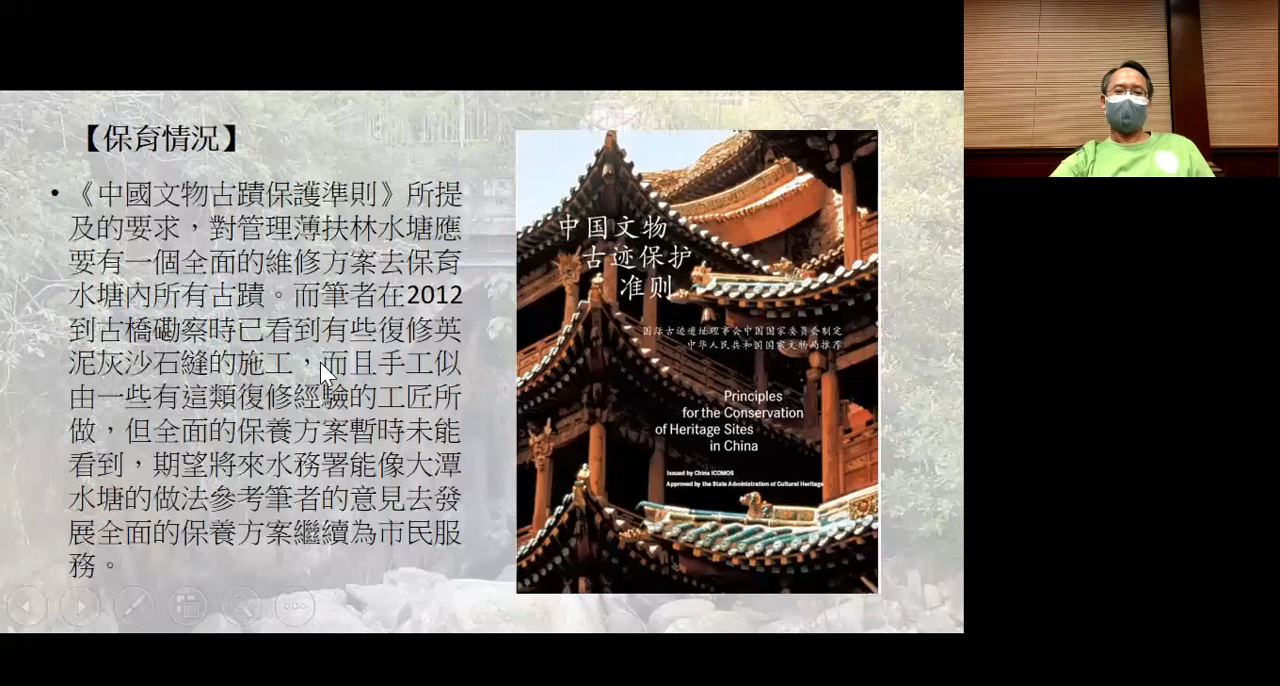 【保育情況】
• 《中國文物古蹟保護準則》所提
及的要求，對管理薄扶林水塘應
要有一個全面的維修方案去保育
水塘內所有古蹟。而筆者在2012
到古橋勘察時已看到有些復修英
泥灰沙石縫的施工，而且手工似
由一些有這類復修經驗的工匠所
做，但全面的保養方案暫時未能
看到，期望將來水務署能像大潭
水塘的做法參考筆者的意見去發
展全面的保養方案繼續為市民服
務。
中国文物
古迹保护
准则
国际古迹遗址理事会中国国家委员会制定
中华人民共和国国家文物局推荐
Principles
for the Conservation
of Heritage Sites
in China
Issued by China ICOMOS
Approved by the State Administration of Cultural Heritage